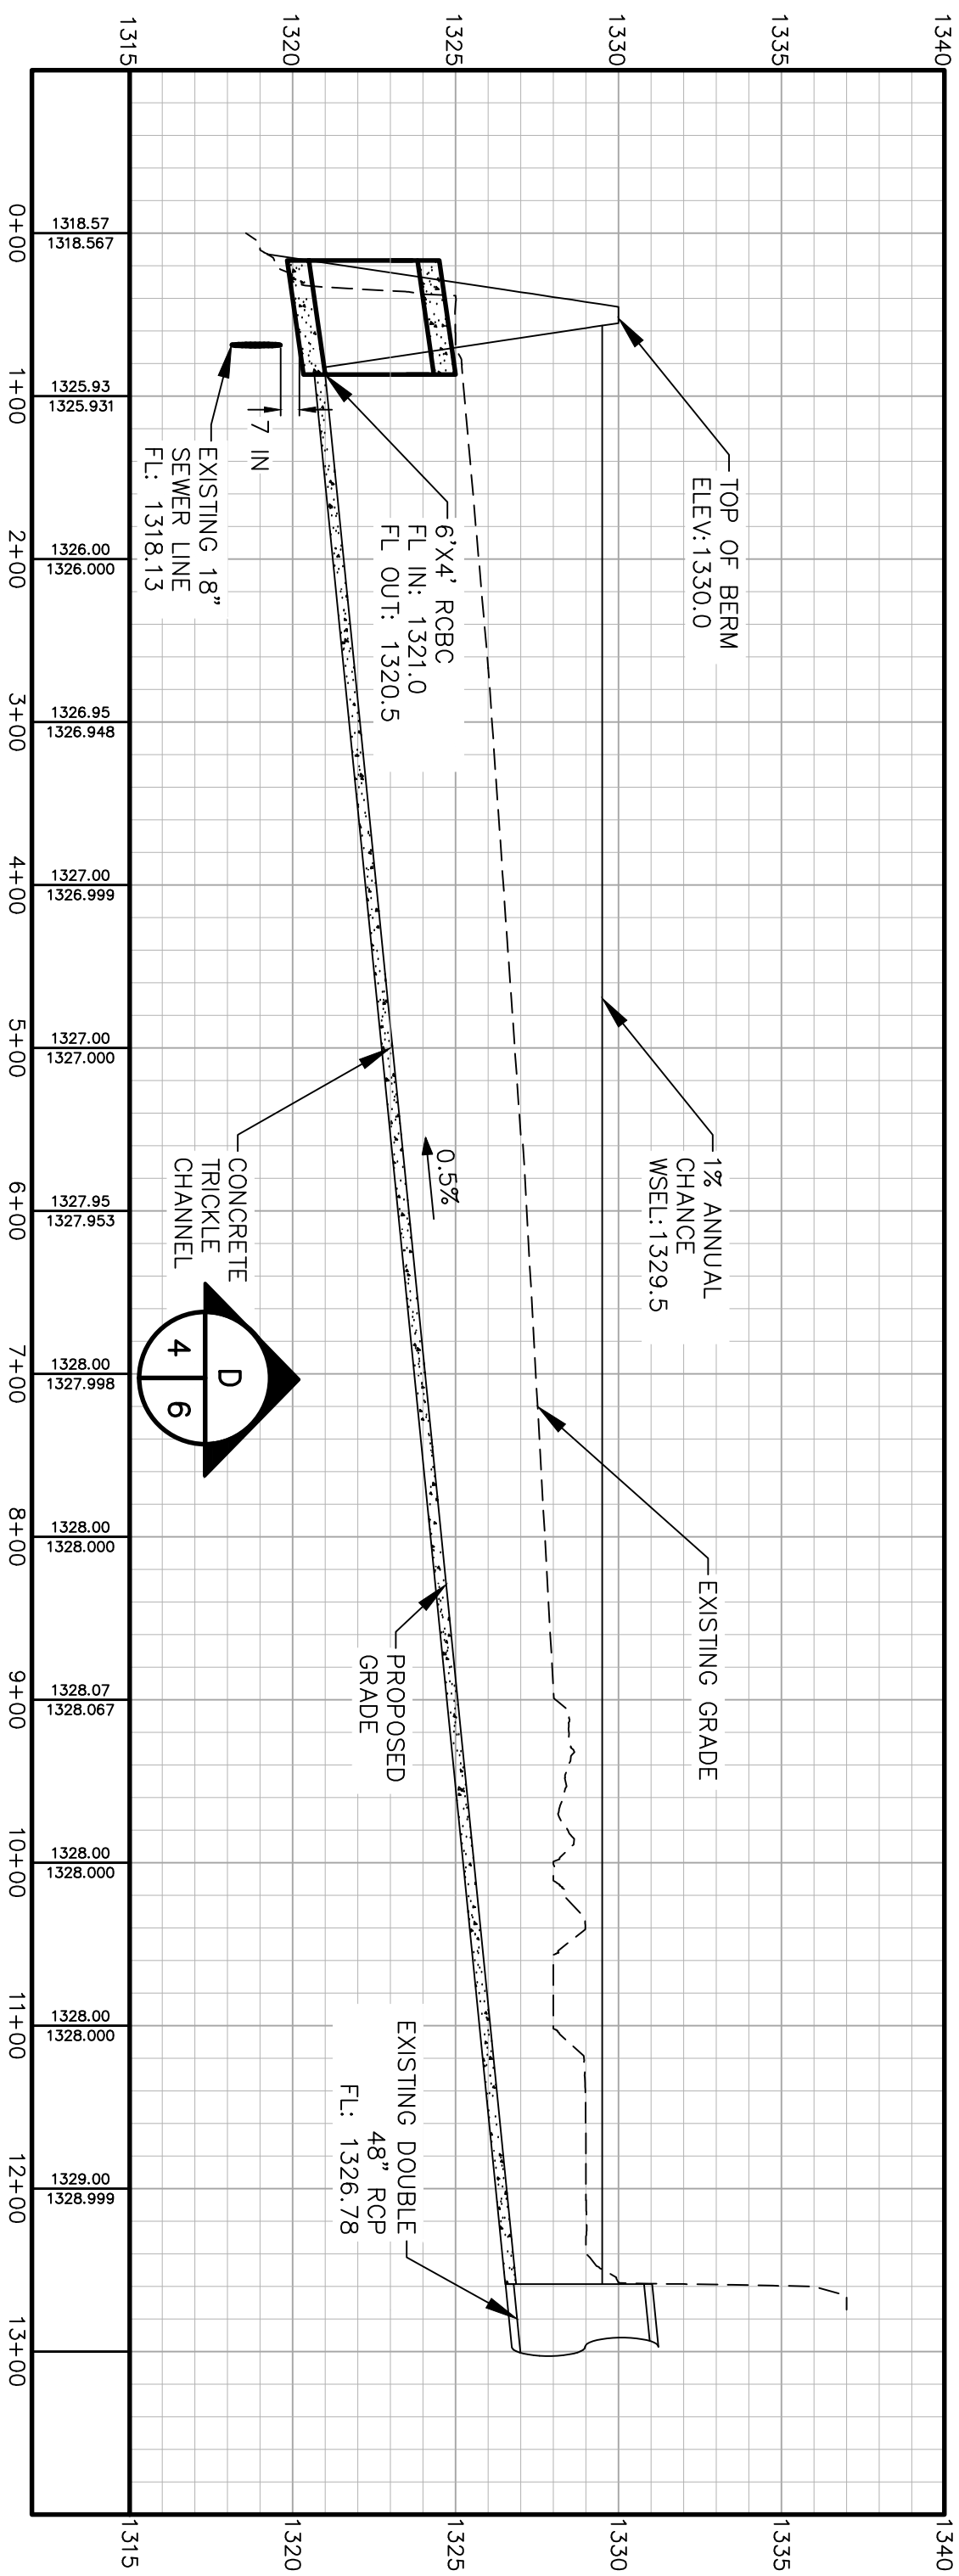 1340
1335
1330
1325
1320
1315
1340
1335
1330
1325
1320
1315
TOP OF BERM
ELEV:1330.0
1% ANNUAL
CHANCE
WSEL:1329.5
EXISTING GRADE
6'X4' RCBC
FL IN: 1321.0
FL OUT: 1320.5
0.5%
7 IN
EXISTING 18"
SEWER LINE
FL: 1318.13
CONCRETE
TRICKLE
CHANNEL
D
4
6
PROPOSED
GRADE
EXISTING DOUBLE
48" RCP
FL: 1326.78
1318.57
1318.567
1325.93
1325.931
1326.00
1326.000
1326.95
1326.948
1327.00
1326.999
1327.00
1327.000
1327.95
1327.953
1328.00
1327.998
1328.00
1328.000
1328.07
1328.067
1328.00
1328.000
1328.00
1328.000
1329.00
1328.999
0+00
1+00
2+00
3+00
4+00
5+00
6+00
7+00
8+00
9+00
10+00
11+00
12+00
13+00